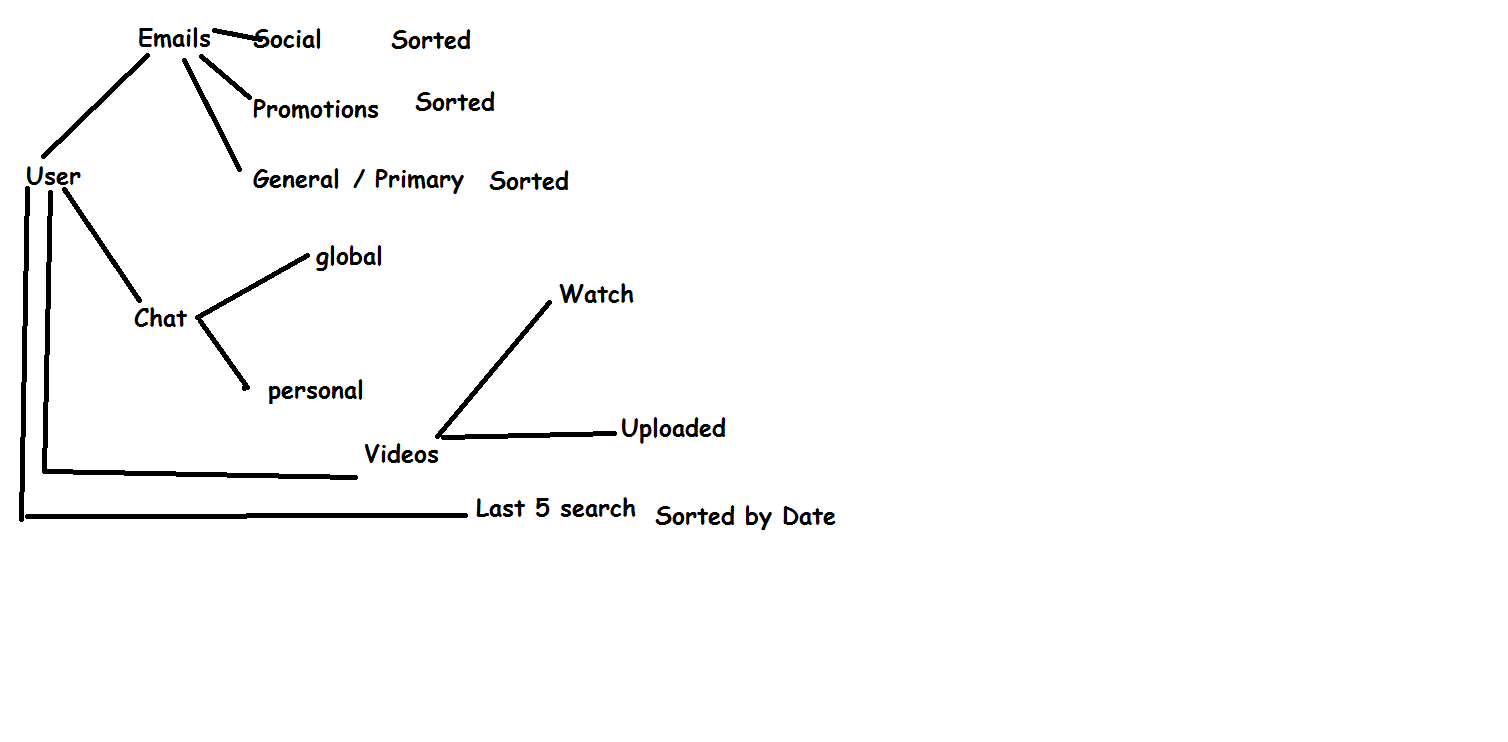 Emails Social Sorted
Promotions Sorted
User
General / Primary Sorted
global
Watch
Chat
personal
Uploaded
Videos
Last 5 search Sorted by Date